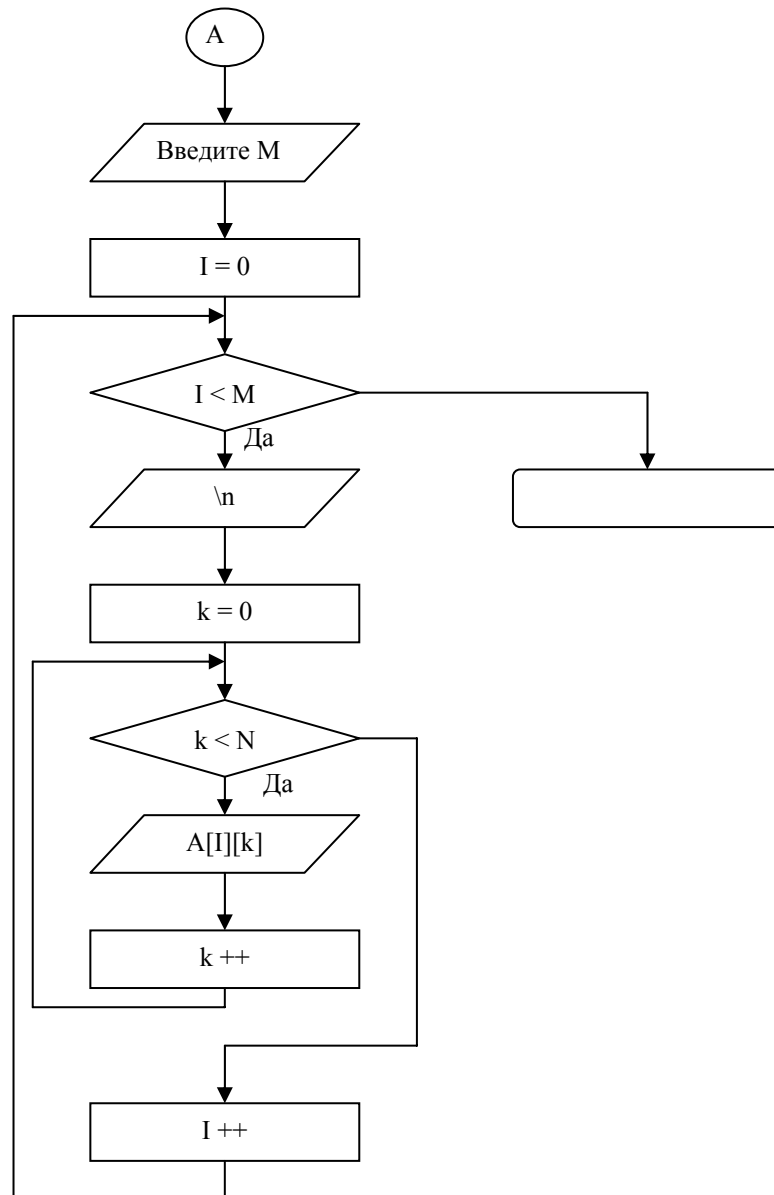 А
Введите M
I = 0
I < M
Да
\n
k = 0
k < N
Да
A[I][k]
k ++
I ++